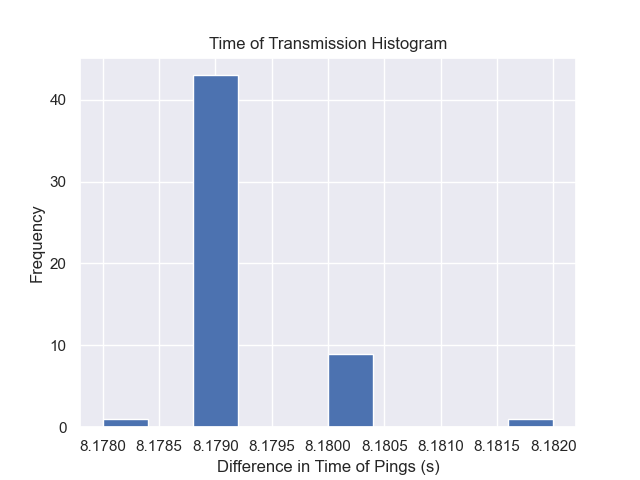 Time of Transmission Histogram
Frequency
40
30
20
10
0
8.1780 8.1785 8.1790 8.1795 8.1800 8.1805 8.1810 8.1815 8.1820
Difference in Time of Pings (s)